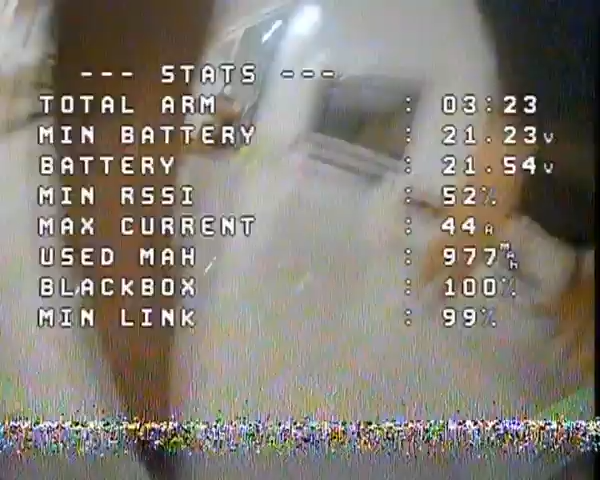 --- STATS ---
TOTAL ARM : 03:23
MIN BATTERY : 21.23V
BATTERY : 21.54V
MIN RSSI : 52%
MAX CURRENT : 44A
USED MAH : 977mAh
BLACKBOX : 100%
MIN LINK : 99%